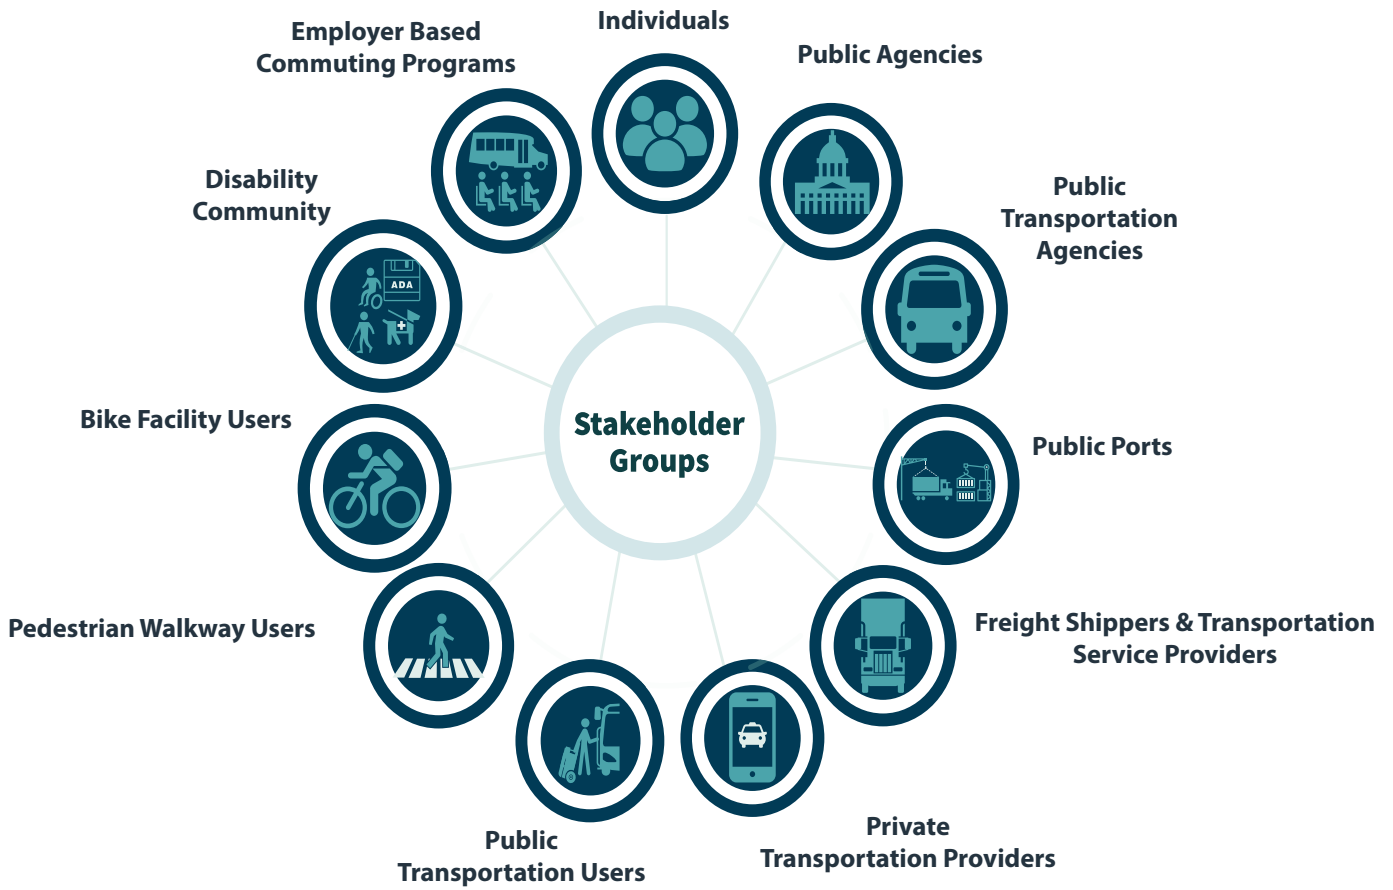 Individuals
Public Agencies
Public
Transportation
Agencies
Public Ports
Freight Shippers & Transportation
Service Providers
Private
Transportation Providers
Public
Transportation Users
Pedestrian Walkway Users
Bike Facility Users
Disability
Community
ADA
Employer Based
Commuting Programs
Stakeholder
Groups